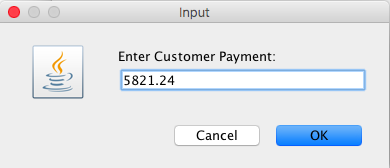 Input
Enter Customer Payment:
5821.24
Cancel
OK